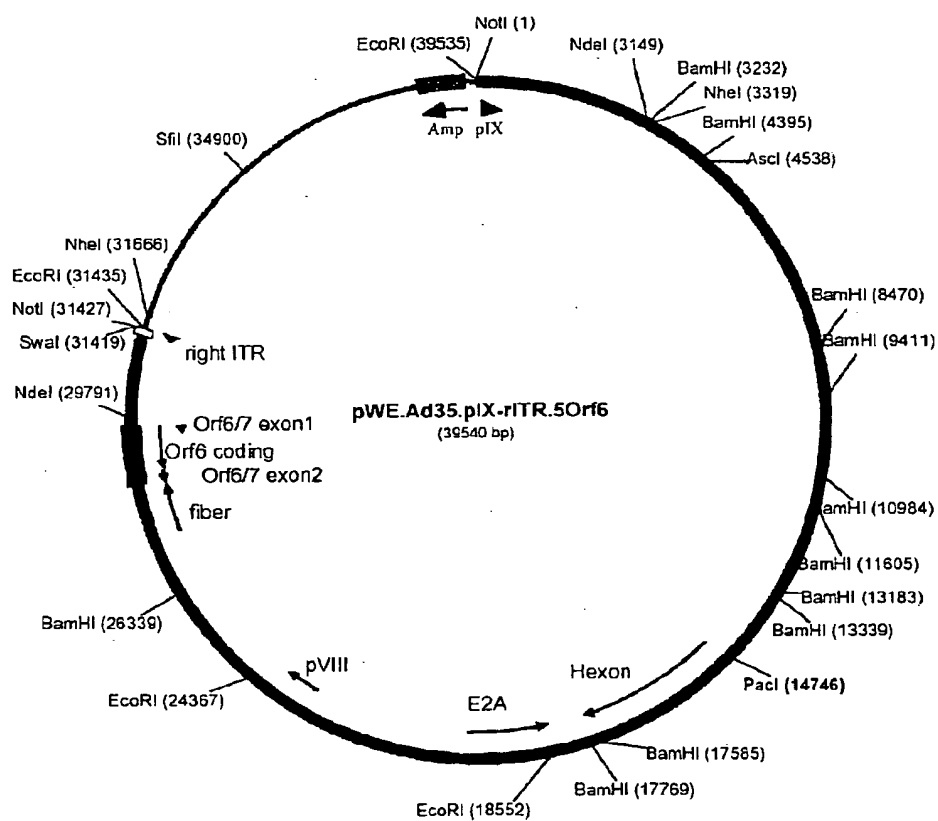 NotI (1)
EcoRI (39535)
NdeI (3149)
BamHI (3232)
NheI (3319)
BamHI (4395)
AscI (4538)
Amp pIX
SfiI (34900)
NheI (31666)
EcoRI (31435)
NotI (31427)
SwaI (31419)
right ITR
BamHI (8470)
BamHI (9411)
NdeI (29791)
pWE.Ad35.pIX-rITR.5Orf6
(39540 bp)
Orf6/7 exon1
Orf6 coding
Orf6/7 exon2
fiber
amHI (10984)
BamHI (11605)
BamHI (13183)
BamHI (13339)
BamHI (26339)
pVIII
Hexon
PacI (14746)
EcoRI (24367)
E2A
BamHI (17585)
BamHI (17769)
EcoRI (18552)